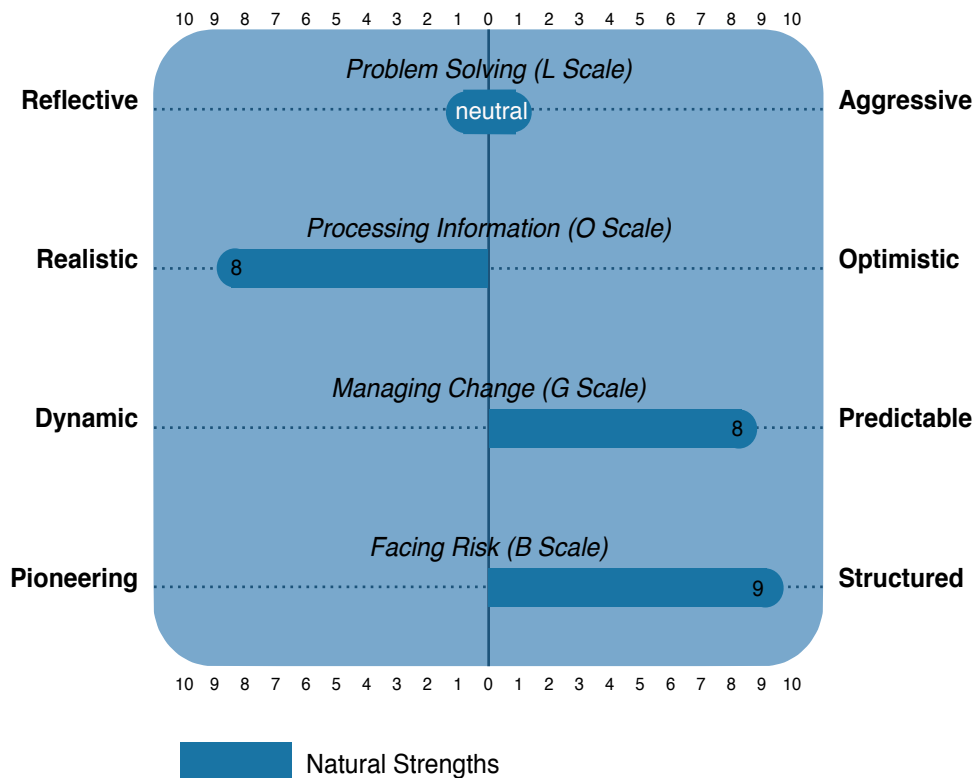 10 9 8 7 6 5 4 3 2 1 0 1 2 3 4 5 6 7 8 9 10
Problem Solving (L Scale)
Reflective neutral Aggressive
Processing Information (O Scale)
Realistic 8 Optimistic
Managing Change (G Scale)
Dynamic 8 Predictable
Facing Risk (B Scale)
Pioneering 9 Structured
10 9 8 7 6 5 4 3 2 1 0 1 2 3 4 5 6 7 8 9 10
Natural Strengths